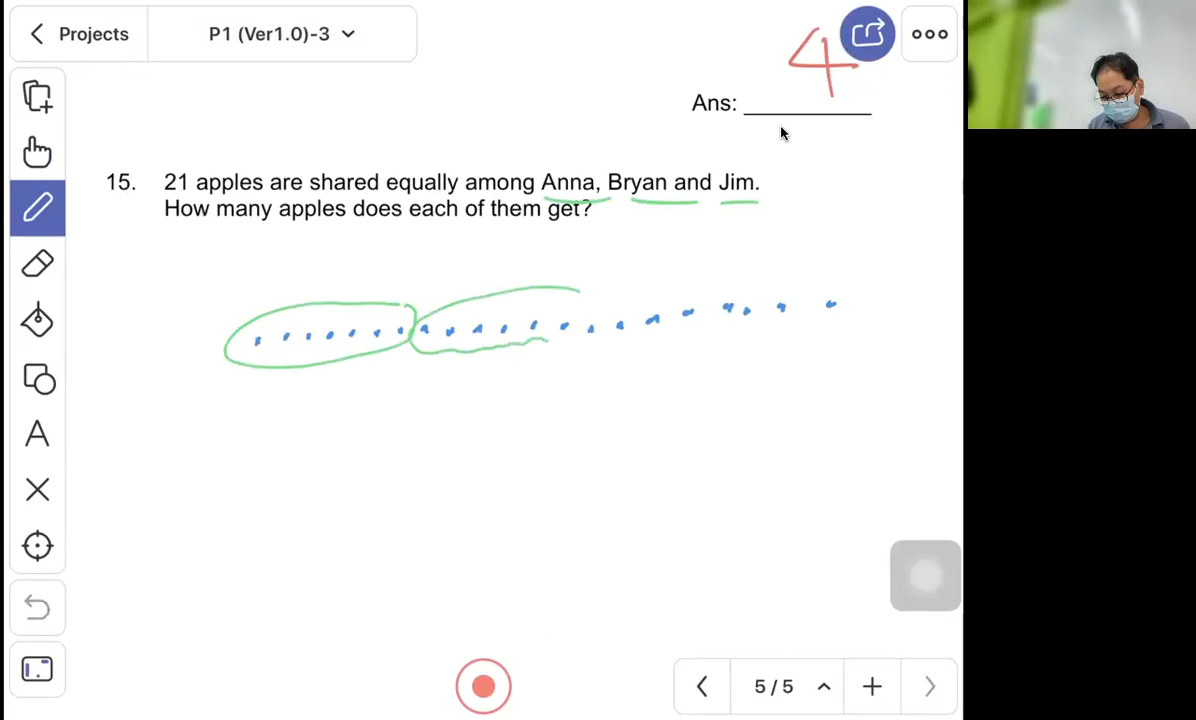 Projects
P1 (Ver1.0)-3
4
Ans:
15. 21 apples are shared equally among Anna, Bryan and Jim.
How many apples does each of them get?
A
5 / 5